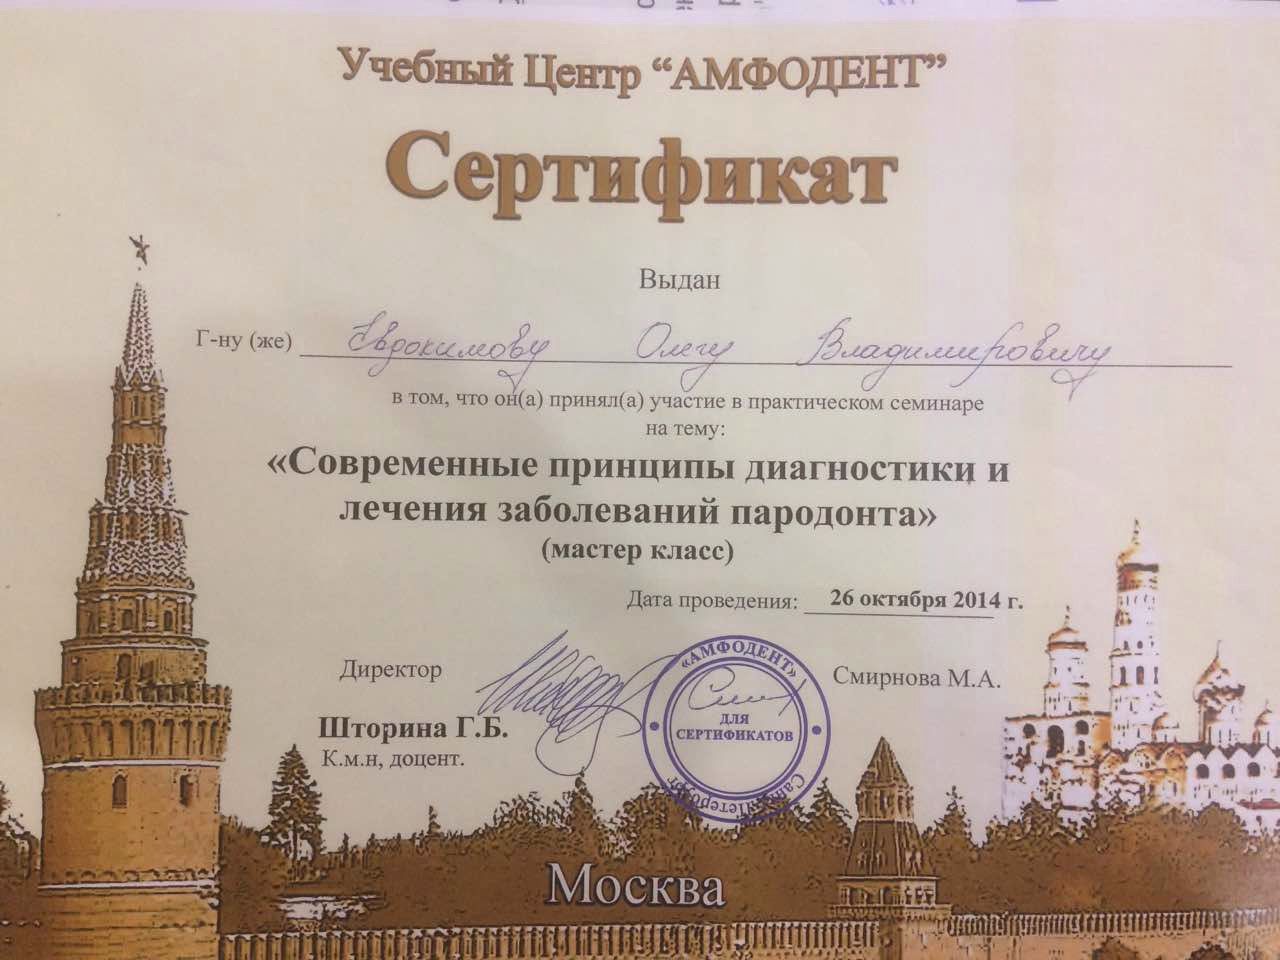 Учебный Центр “АМФОДЕНТ”
Сертификат
Выдан
Г-ну (же) Евдокимову Олегу Владимировичу
в том, что он(а) принял(а) участие в практическом семинаре
на тему:
«Современные принципы диагностики и
лечения заболеваний пародонта»
(мастер класс)
Дата проведения: 26 октября 2014 г.
Директор
Смирнова М.А.
Шторина Г.Б.
К.м.н, доцент.
«АМФОДЕНТ»
ДЛЯ
СЕРТИФИКАТОВ
Москва